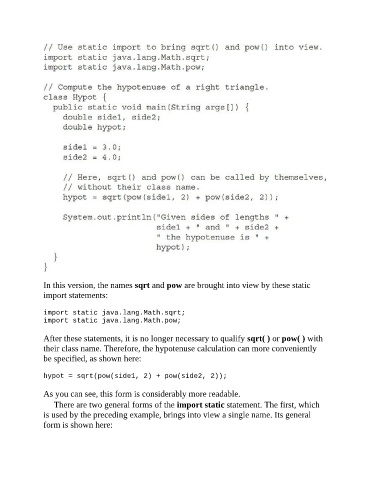 // Use static import to bring sqrt() and pow() into view.
import static java.lang.Math.sqrt;
import static java.lang.Math.pow;

// Compute the hypotenuse of a right triangle.
class Hypot {
  public static void main(String args[]) {
    double side1, side2;
    double hypot;

    side1 = 3.0;
    side2 = 4.0;

    // Here, sqrt() and pow() can be called by themselves,
    // without their class name.
    hypot = sqrt(pow(side1, 2) + pow(side2, 2));

    System.out.println("Given sides of lengths " +
                       side1 + " and " + side2 +
                       " the hypotenuse is " +
                       hypot);
  }
}
In this version, the names sqrt and pow are brought into view by these static
import statements:
import static java.lang.Math.sqrt;
import static java.lang.Math.pow;
After these statements, it is no longer necessary to qualify sqrt( ) or pow( ) with
their class name. Therefore, the hypotenuse calculation can more conveniently
be specified, as shown here:
hypot = sqrt(pow(side1, 2) + pow(side2, 2));
As you can see, this form is considerably more readable.
There are two general forms of the import static statement. The first, which
is used by the preceding example, brings into view a single name. Its general
form is shown here: